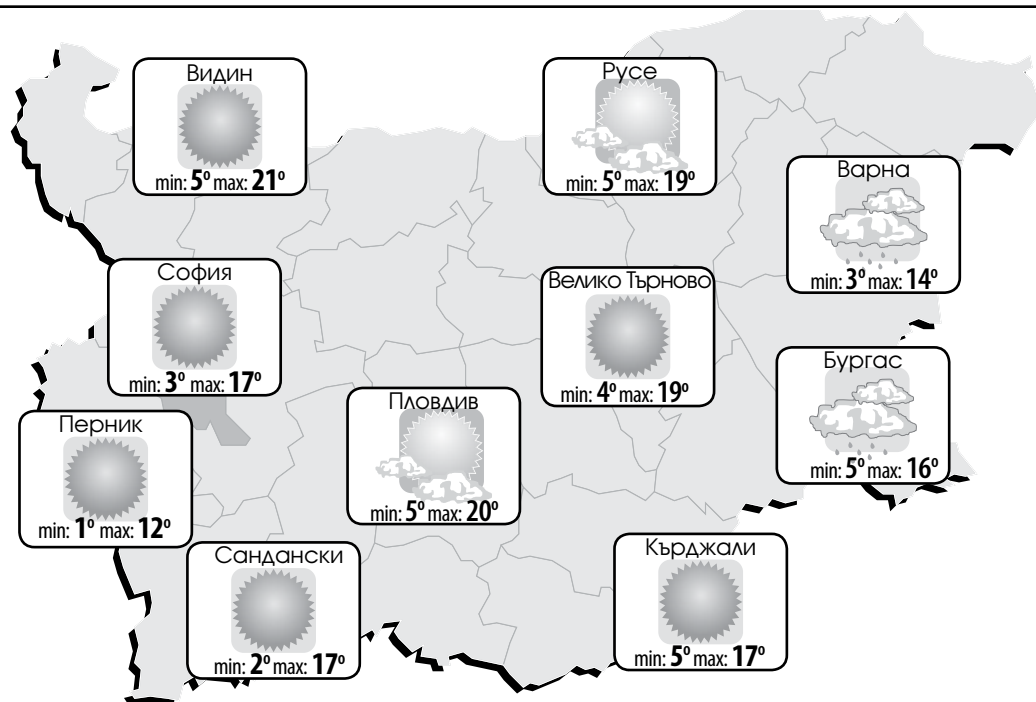 Видин
min: 5° max: 21°
Русе
min: 5° max: 19°
Варна
min: 3° max: 14°
София
min: 3° max: 17°
Велико Търново
min: 4° max: 19°
Бургас
min: 5° max: 16°
Пловдив
min: 5° max: 20°
Перник
min: 1° max: 12°
Сандански
min: 2° max: 17°
Кърджали
min: 5° max: 17°